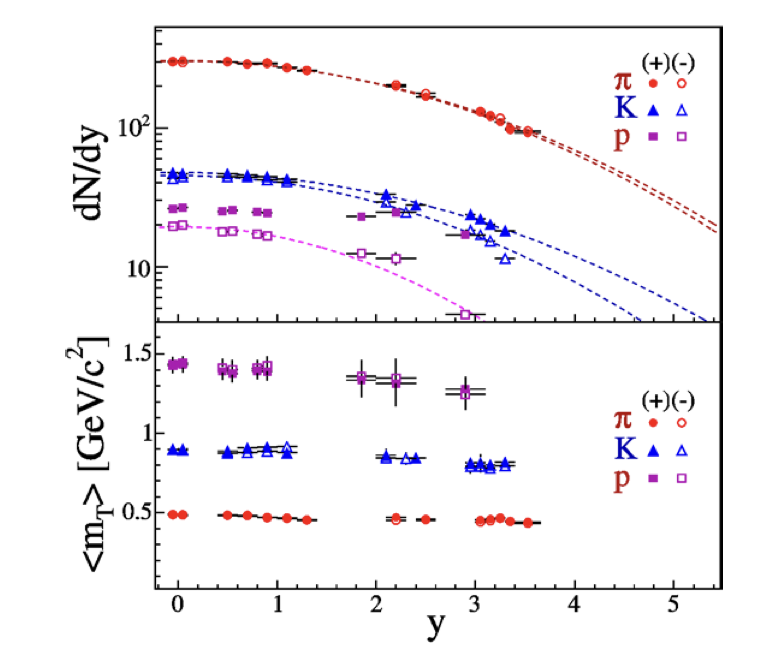 dN/dy
10²
10
(+)(-)
π
K
p
<m_T> [GeV/c²]
1.5
1
0.5
(+)(-)
π
K
p
0 1 2 3 4 5
y